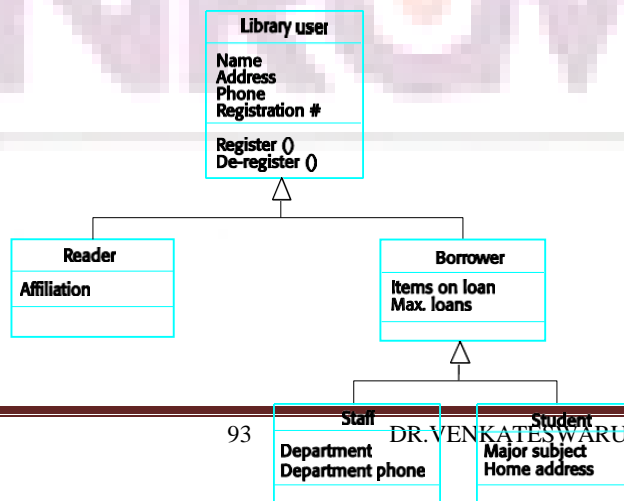 Library user
Name
Address
Phone
Registration #
Register ()
De-register ()
Reader
Affiliation
Borrower
Items on loan
Max. loans
Staff
Department
Department phone
Student
Major subject
Home address
93
DR.VENKATESWARU